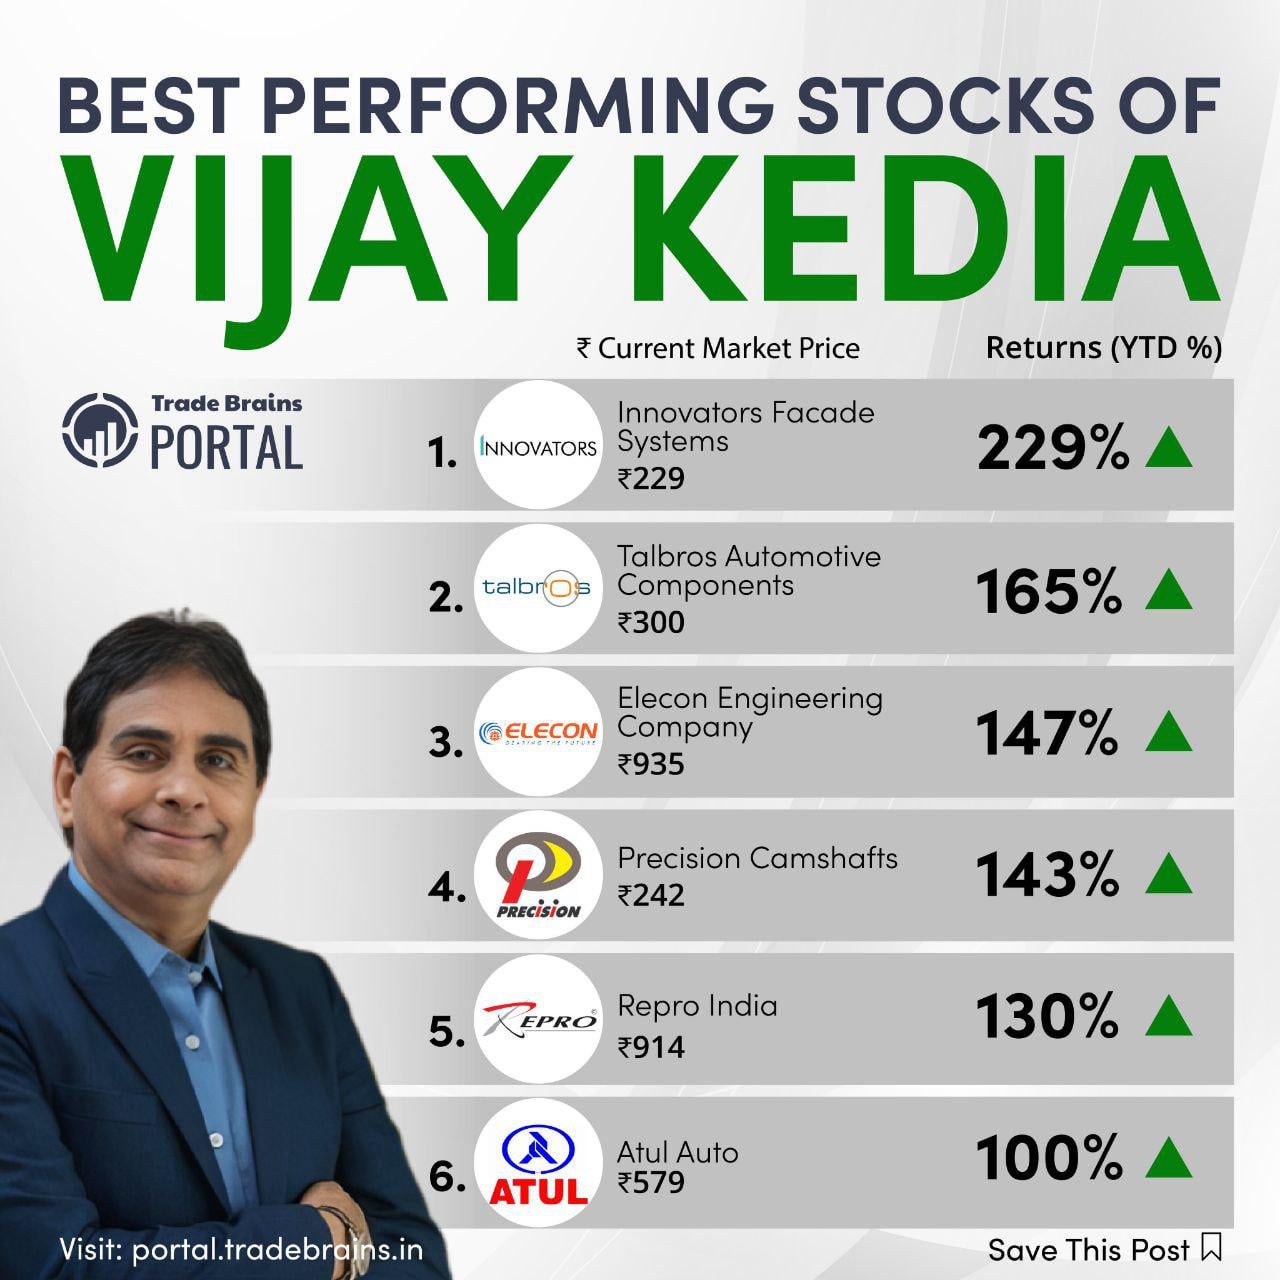 BEST PERFORMING STOCKS OF
VIJAY KEDIA
₹ Current Market Price
Returns (YTD %)
Trade Brains
PORTAL
1.
INNOVATORS
Innovators Facade
Systems
₹229
229%
2.
talbros
Talbros Automotive
Components
₹300
165%
3.
ELECON
GEARING THE FUTURE
Elecon Engineering
Company
₹935
147%
4.
PRECISION
Precision Camshafts
₹242
143%
5.
REPRO
Repro India
₹914
130%
6.
ATUL
Atul Auto
₹579
100%
Visit: portal.tradebrains.in
Save This Post